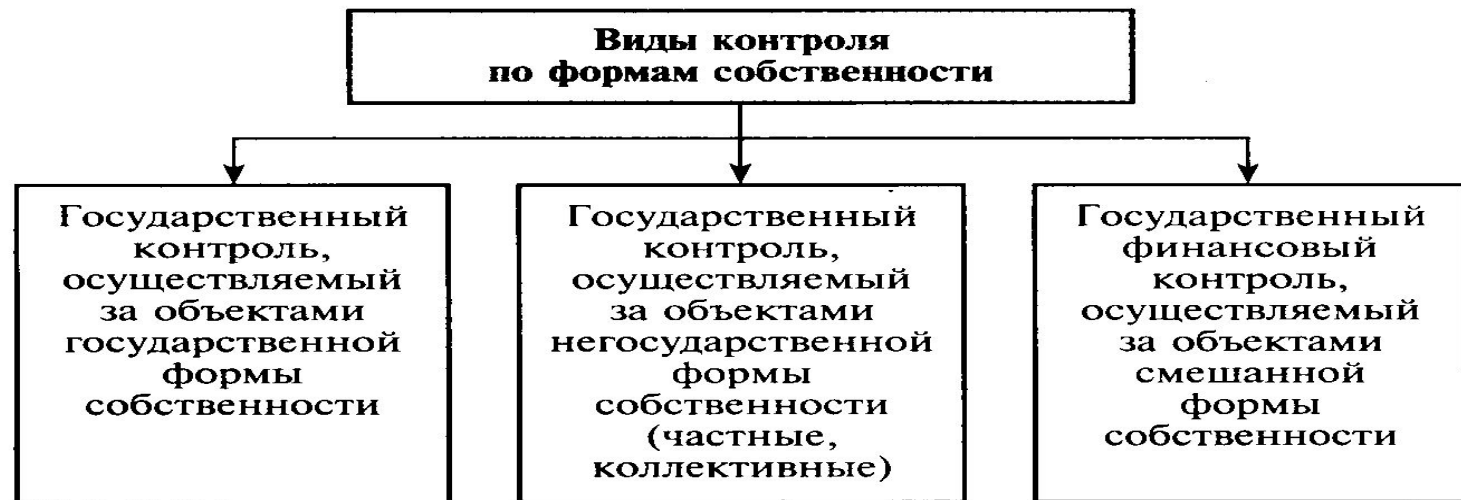 Виды контроля
по формам собственности
Государственный
контроль,
осуществляемый
за объектами
государственной
формы
собственности
Государственный
контроль,
осуществляемый
за объектами
негосударственной
формы
собственности
(частные,
коллективные)
Государственный
финансовый
контроль,
осуществляемый
за объектами
смешанной
формы
собственности